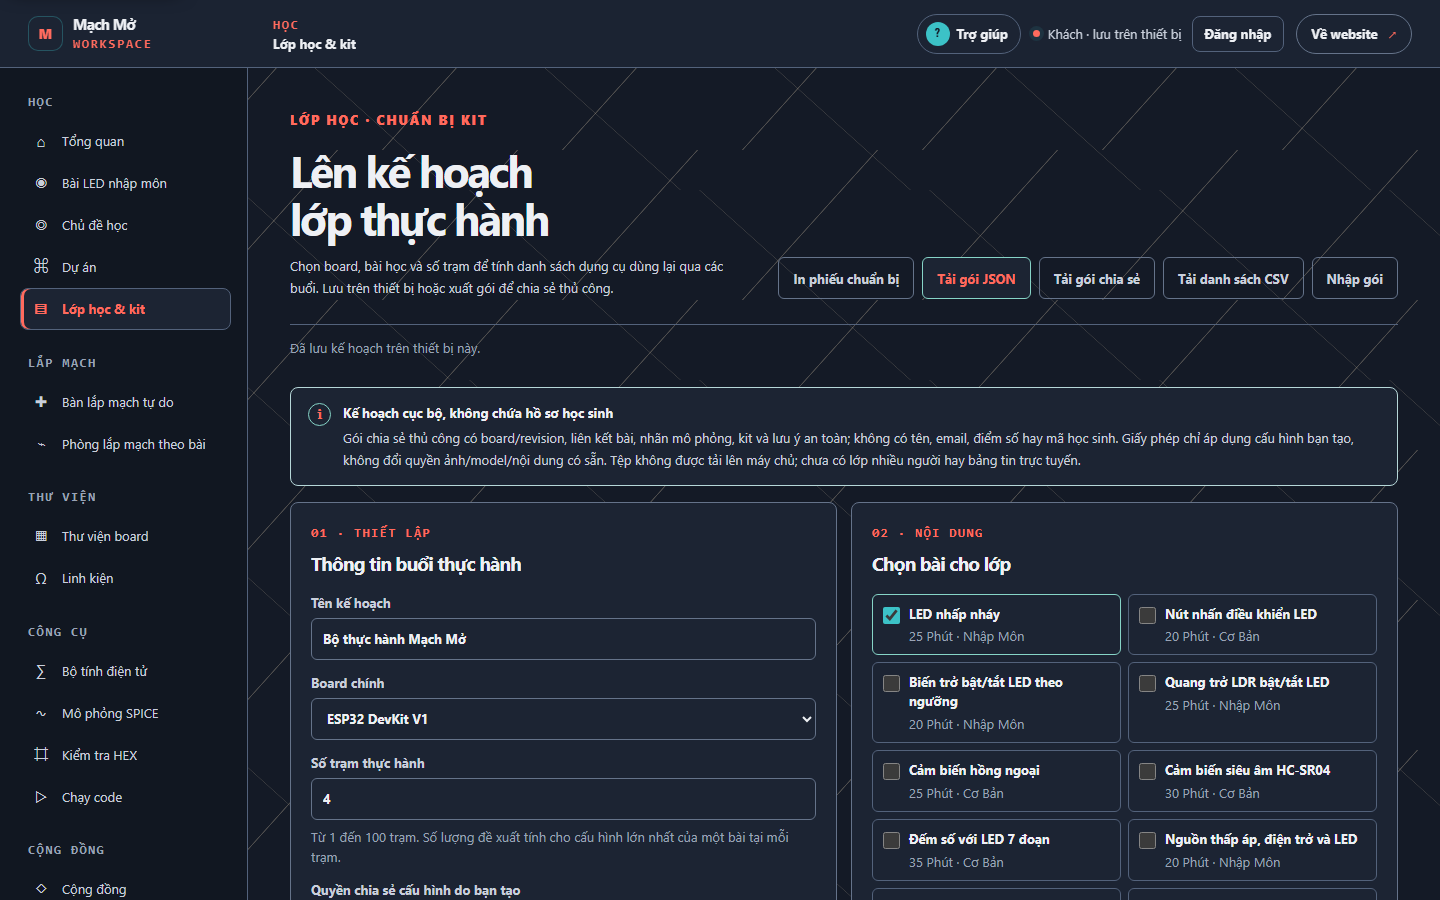 M
Mạch Mở
WORKSPACE
HỌC
Lớp học & kit
? Trợ giúp
Khách · lưu trên thiết bị
Đăng nhập
Về website ↗
HỌC
Tổng quan
Bài LED nhập môn
Chủ đề học
Dự án
Lớp học & kit
LẮP MẠCH
Bàn lắp mạch tự do
Phòng lắp mạch theo bài
THƯ VIỆN
Thư viện board
Linh kiện
CÔNG CỤ
Bộ tính điện tử
Mô phỏng SPICE
Kiểm tra HEX
Chạy code
CỘNG ĐỒNG
Cộng đồng
LỚP HỌC · CHUẨN BỊ KIT
Lên kế hoạch
lớp thực hành
Chọn board, bài học và số trạm để tính danh sách dụng cụ dùng lại qua các
buổi. Lưu trên thiết bị hoặc xuất gói để chia sẻ thủ công.
In phiếu chuẩn bị
Tải gói JSON
Tải gói chia sẻ
Tải danh sách CSV
Nhập gói
Đã lưu kế hoạch trên thiết bị này.
i
Kế hoạch cục bộ, không chứa hồ sơ học sinh
Gói chia sẻ thủ công có board/revision, liên kết bài, nhãn mô phỏng, kit và lưu ý an toàn; không có tên, email, điểm số hay mã học sinh. Giấy phép chỉ áp dụng cấu hình bạn tạo,
không đổi quyền ảnh/model/nội dung có sẵn. Tệp không được tải lên máy chủ; chưa có lớp nhiều người hay bảng tin trực tuyến.
01 · THIẾT LẬP
Thông tin buổi thực hành
Tên kế hoạch
Bộ thực hành Mạch Mở
Board chính
ESP32 DevKit V1
Số trạm thực hành
4
Từ 1 đến 100 trạm. Số lượng đề xuất tính cho cấu hình lớn nhất của một bài tại mỗi
trạm.
Quyền chia sẻ cấu hình do bạn tạo
02 · NỘI DUNG
Chọn bài cho lớp
LED nhấp nháy
25 Phút · Nhập Môn
Nút nhấn điều khiển LED
20 Phút · Cơ Bản
Biến trở bật/tắt LED theo
ngưỡng
20 Phút · Nhập Môn
Quang trở LDR bật/tắt LED
25 Phút · Nhập Môn
Cảm biến hồng ngoại
25 Phút · Cơ Bản
Cảm biến siêu âm HC-SR04
30 Phút · Cơ Bản
Đếm số với LED 7 đoạn
35 Phút · Cơ Bản
Nguồn thấp áp, điện trở và LED
20 Phút · Nhập Môn